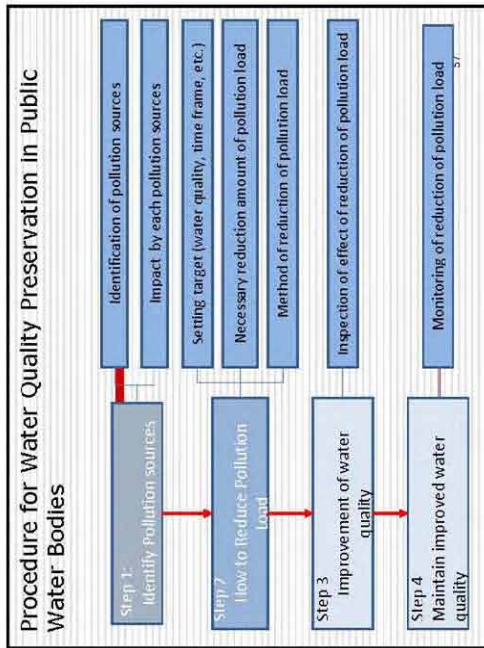 Procedure for Water Quality Preservation in Public
Water Bodies
Step 1:
Identify Pollution sources
Identification of pollution sources
Impact by each pollution sources
Step 2
How to Reduce Pollution
Load
Setting target (water quality, time frame, etc.)
Necessary reduction amount of pollution load
Method of reduction of pollution load
Step 3
Improvement of water
quality
Inspection of effect of reduction of pollution load
Step 4
Maintain improved water
quality
Monitoring of reduction of pollution load
57